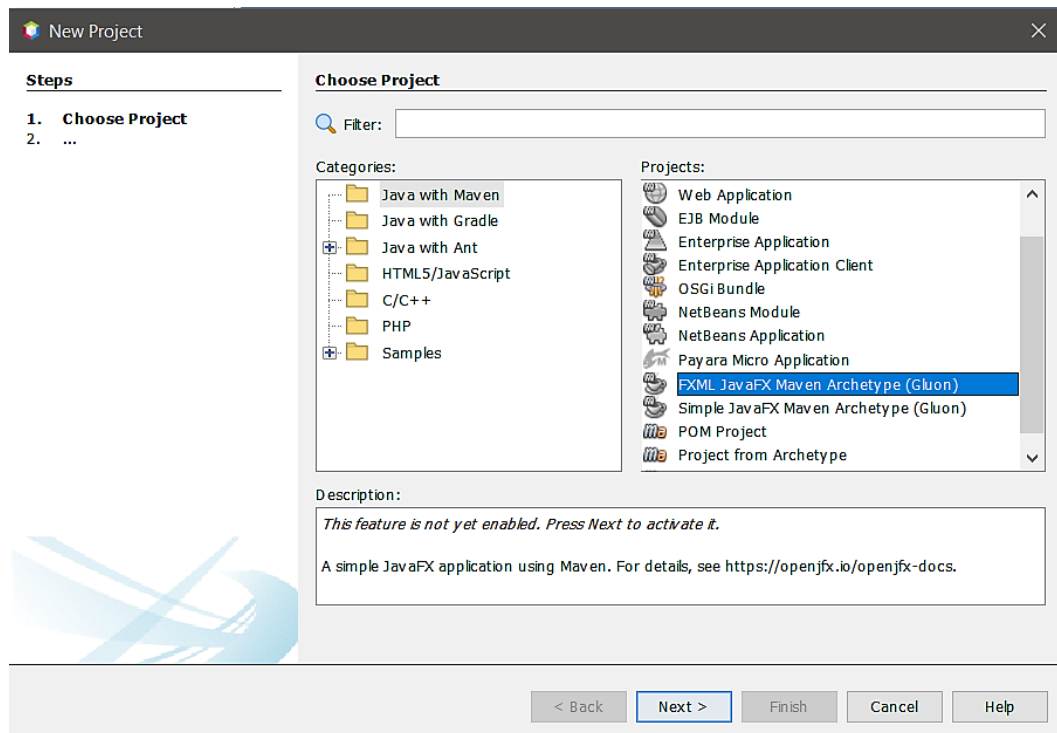 New Project
Steps
1. Choose Project
2. ...
Choose Project
Filter:
Categories:
Java with Maven
Java with Gradle
Java with Ant
HTML5/JavaScript
C/C++
PHP
Samples
Projects:
Web Application
EJB Module
Enterprise Application
Enterprise Application Client
OSGi Bundle
NetBeans Module
NetBeans Application
Payara Micro Application
FXML JavaFX Maven Archetype (Gluon)
Simple JavaFX Maven Archetype (Gluon)
POM Project
Project from Archetype
Description:
This feature is not yet enabled. Press Next to activate it.
A simple JavaFX application using Maven. For details, see https://openjfx.io/openjfx-docs.
< Back Next > Finish Cancel Help